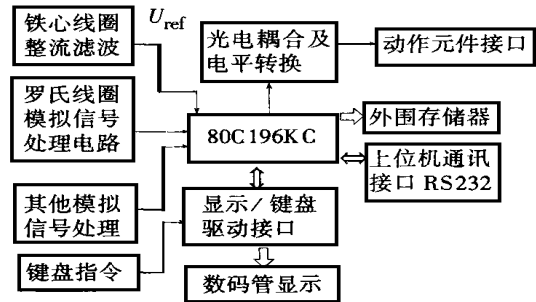 铁心线圈
整流滤波
Uref
光电耦合及
电平转换
动作元件接口
罗氏线圈
模拟信号
处理电路
80C196KC
外围存储器
上位机通讯
接口 RS232
其他模拟
信号处理
显示/键盘
驱动接口
键盘指令
数码管显示